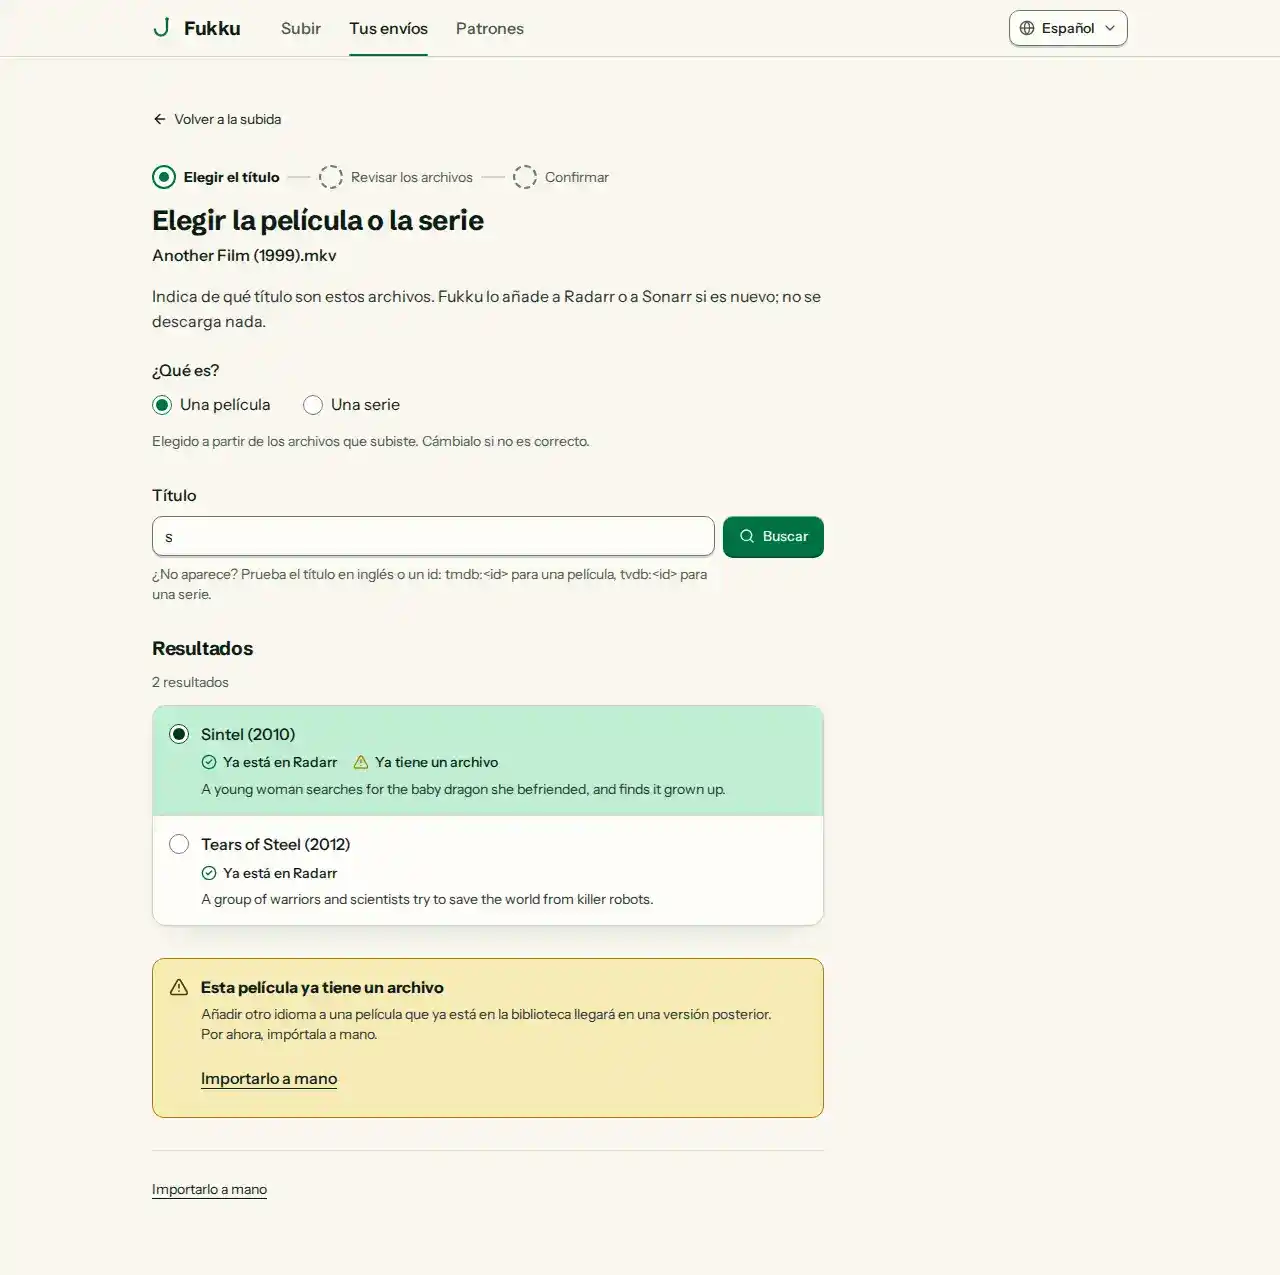 Fukku
Subir
Tus envíos
Patrones
Español
Volver a la subida
Elegir el título
Revisar los archivos
Confirmar
Elegir la película o la serie
Another Film (1999).mkv
Indica de qué título son estos archivos. Fukku lo añade a Radarr o a Sonarr si es nuevo; no se
descarga nada.
¿Qué es?
Una película
Una serie
Elegido a partir de los archivos que subiste. Cámbialo si no es correcto.
Título
s
Buscar
¿No aparece? Prueba el título en inglés o un id: tmdb:<id> para una película, tvdb:<id> para
una serie.
Resultados
2 resultados
Sintel (2010)
Ya está en Radarr
Ya tiene un archivo
A young woman searches for the baby dragon she befriended, and finds it grown up.
Tears of Steel (2012)
Ya está en Radarr
A group of warriors and scientists try to save the world from killer robots.
Esta película ya tiene un archivo
Añadir otro idioma a una película que ya está en la biblioteca llegará en una versión posterior.
Por ahora, impórtala a mano.
Importarlo a mano
Importarlo a mano